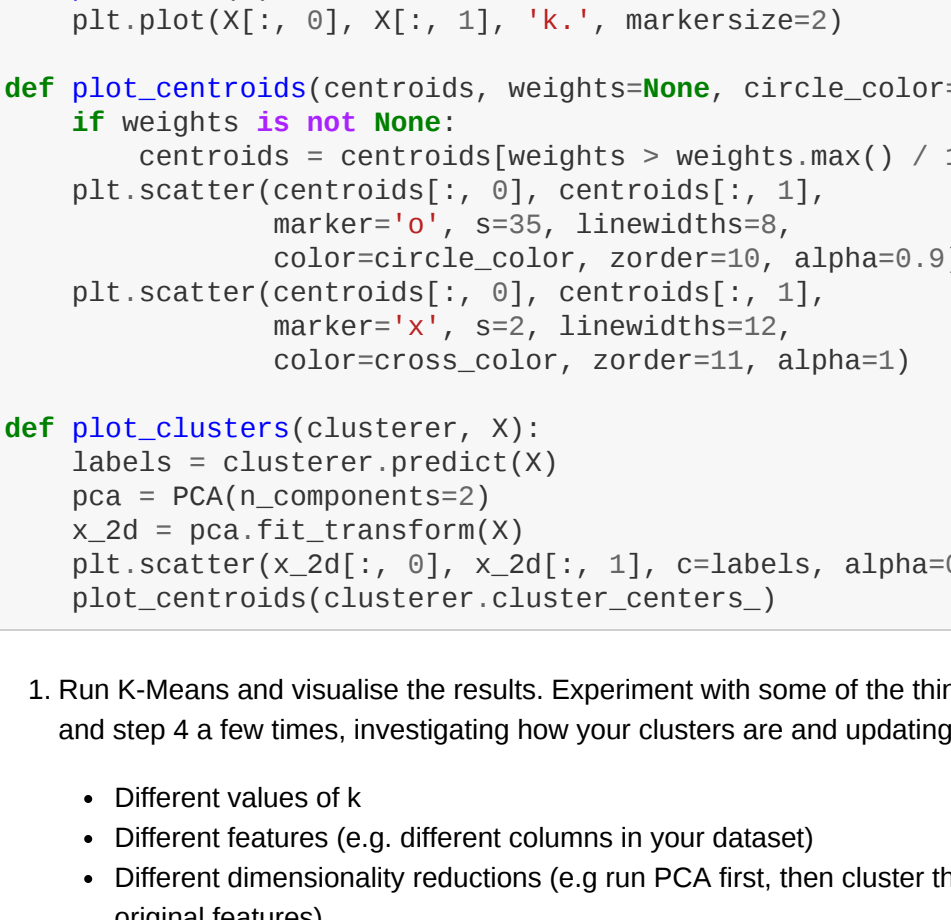 plt.plot(X[:, 0], X[:, 1], 'k.', markersize=2)
def plot_centroids(centroids, weights=None, circle_color=
if weights is not None:
centroids = centroids[weights > weights.max() / 1
plt.scatter(centroids[:, 0], centroids[:, 1],
marker='o', s=35, linewidths=8,
color=circle_color, zorder=10, alpha=0.9)
plt.scatter(centroids[:, 0], centroids[:, 1],
marker='x', s=2, linewidths=12,
color=cross_color, zorder=11, alpha=1)
def plot_clusters(clusterer, X):
labels = clusterer.predict(X)
pca = PCA(n_components=2)
x_2d = pca.fit_transform(X)
plt.scatter(x_2d[:, 0], x_2d[:, 1], c=labels, alpha=0
plot_centroids(clusterer.cluster_centers_)
1. Run K-Means and visualise the results. Experiment with some of the thin
and step 4 a few times, investigating how your clusters are and updating
• Different values of k
• Different features (e.g. different columns in your dataset)
• Different dimensionality reductions (e.g run PCA first, then cluster th
original features)